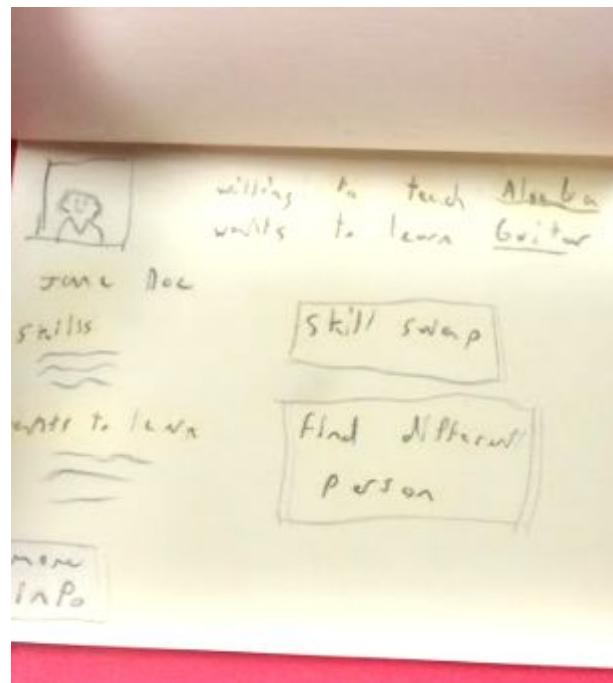 willing to teach Algebra
wants to learn Guitar
Jane Doe
skills
skill swap
wants to learn
find different
person
more
info